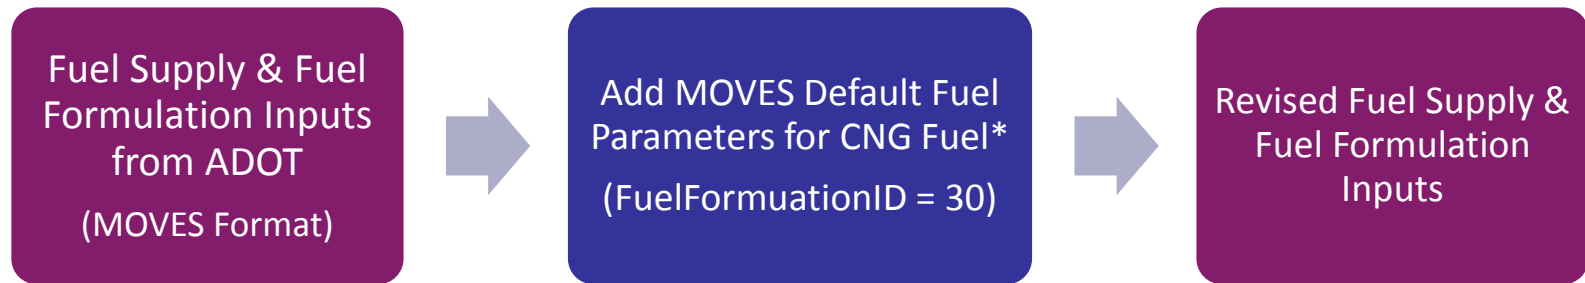 Fuel Supply & Fuel
Formulation Inputs
from ADOT
(MOVES Format)
Add MOVES Default Fuel
Parameters for CNG Fuel*
(FuelFormuationID = 30)
Revised Fuel Supply &
Fuel Formulation
Inputs